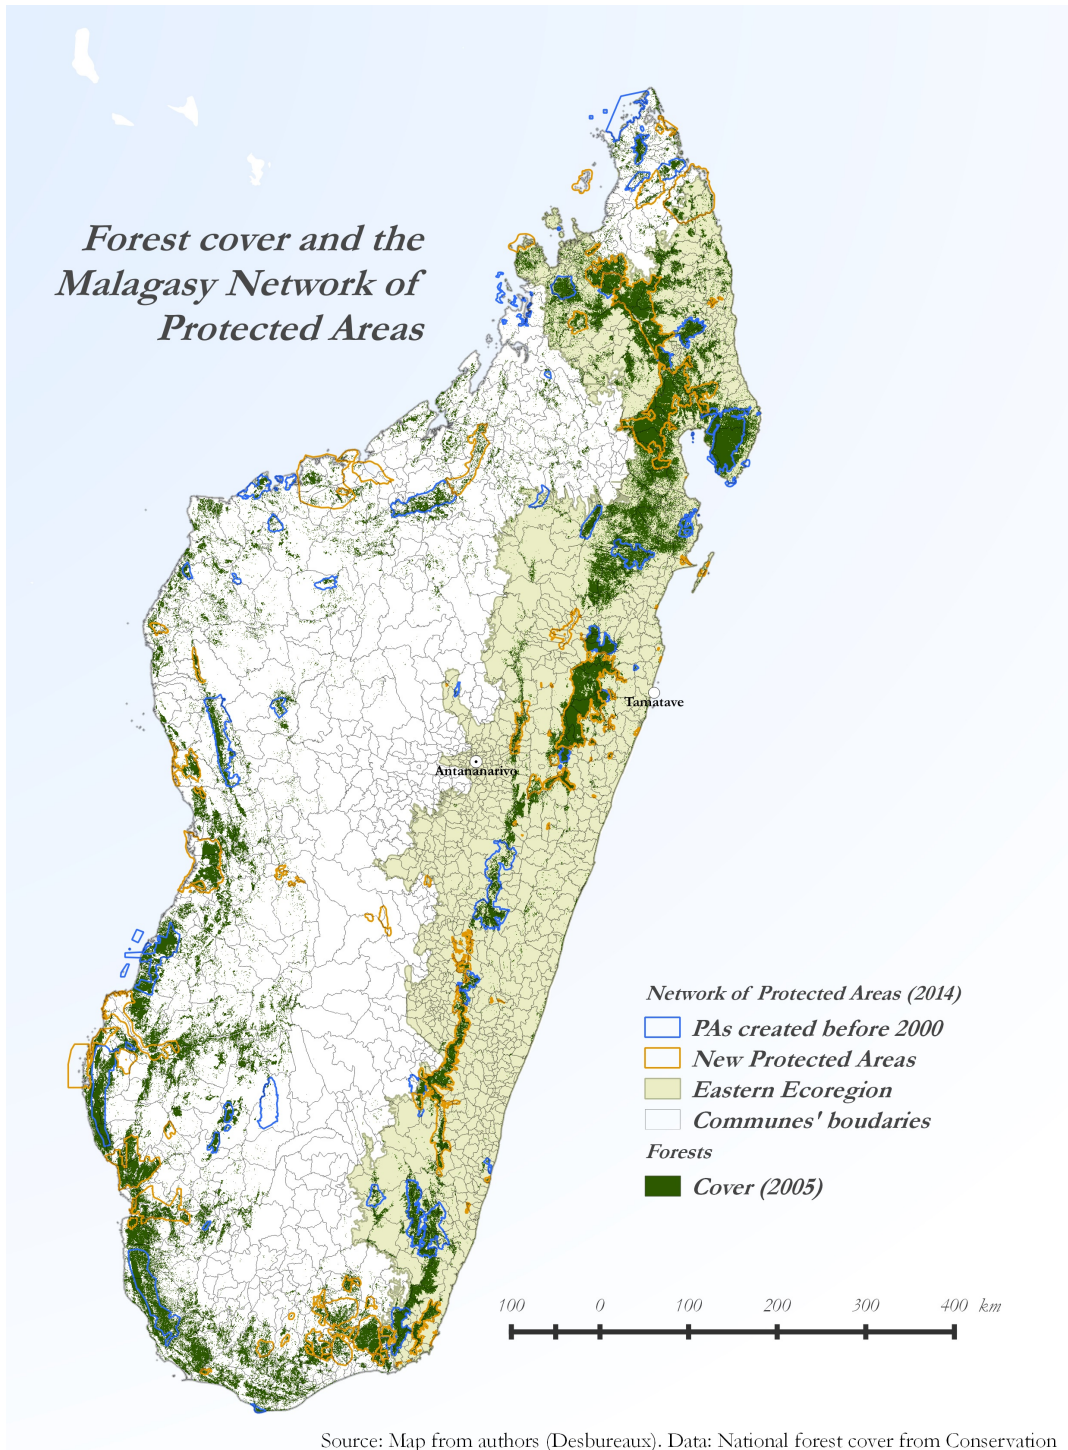 Forest cover and the
Malagasy Network of
Protected Areas
Tamatave
Antananarivo
Network of Protected Areas (2014)
PAs created before 2000
New Protected Areas
Eastern Ecoregion
Communes' boudaries
Forests
Cover (2005)
100 0 100 200 300 400 km
Source: Map from authors (Desbureaux). Data: National forest cover from Conservation